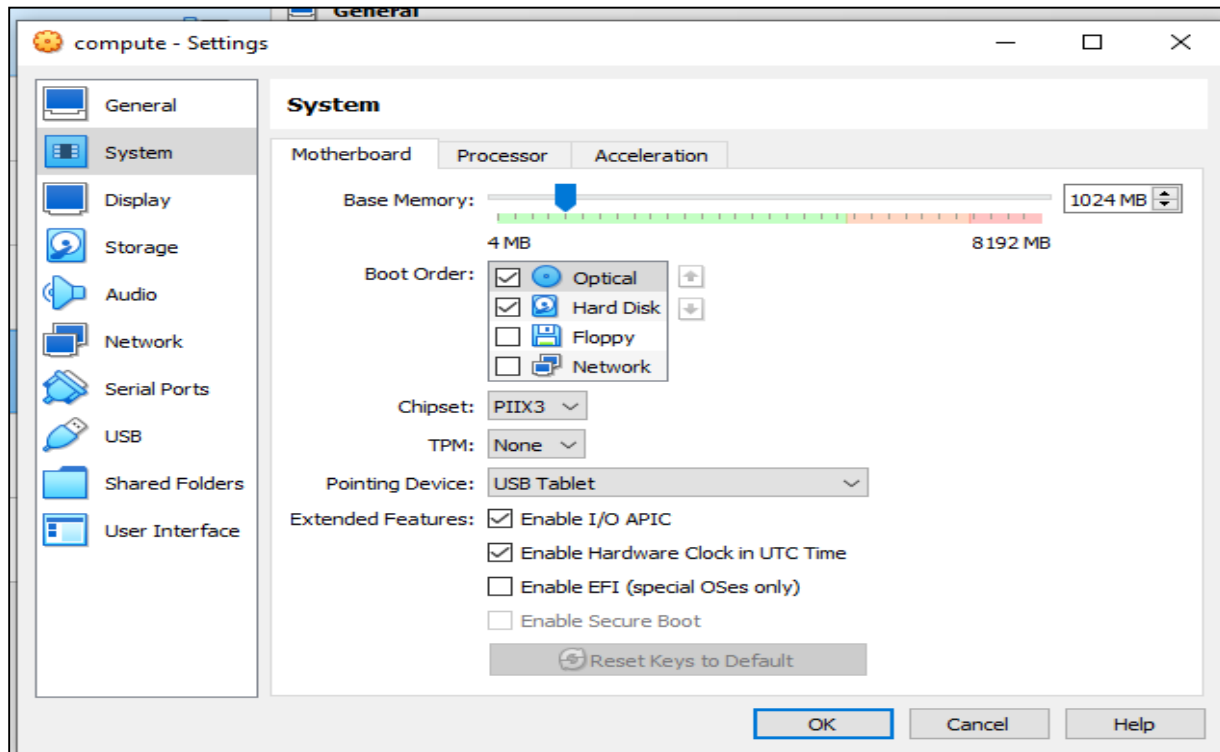 General
compute - Settings
General
System
Display
Storage
Audio
Network
Serial Ports
USB
Shared Folders
User Interface
System
Motherboard Processor Acceleration
Base Memory: 1024 MB
4 MB 8192 MB
Boot Order: Optical
Hard Disk
Floppy
Network
Chipset: PIIX3
TPM: None
Pointing Device: USB Tablet
Extended Features: Enable I/O APIC
Enable Hardware Clock in UTC Time
Enable EFI (special OSes only)
Enable Secure Boot
Reset Keys to Default
OK Cancel Help